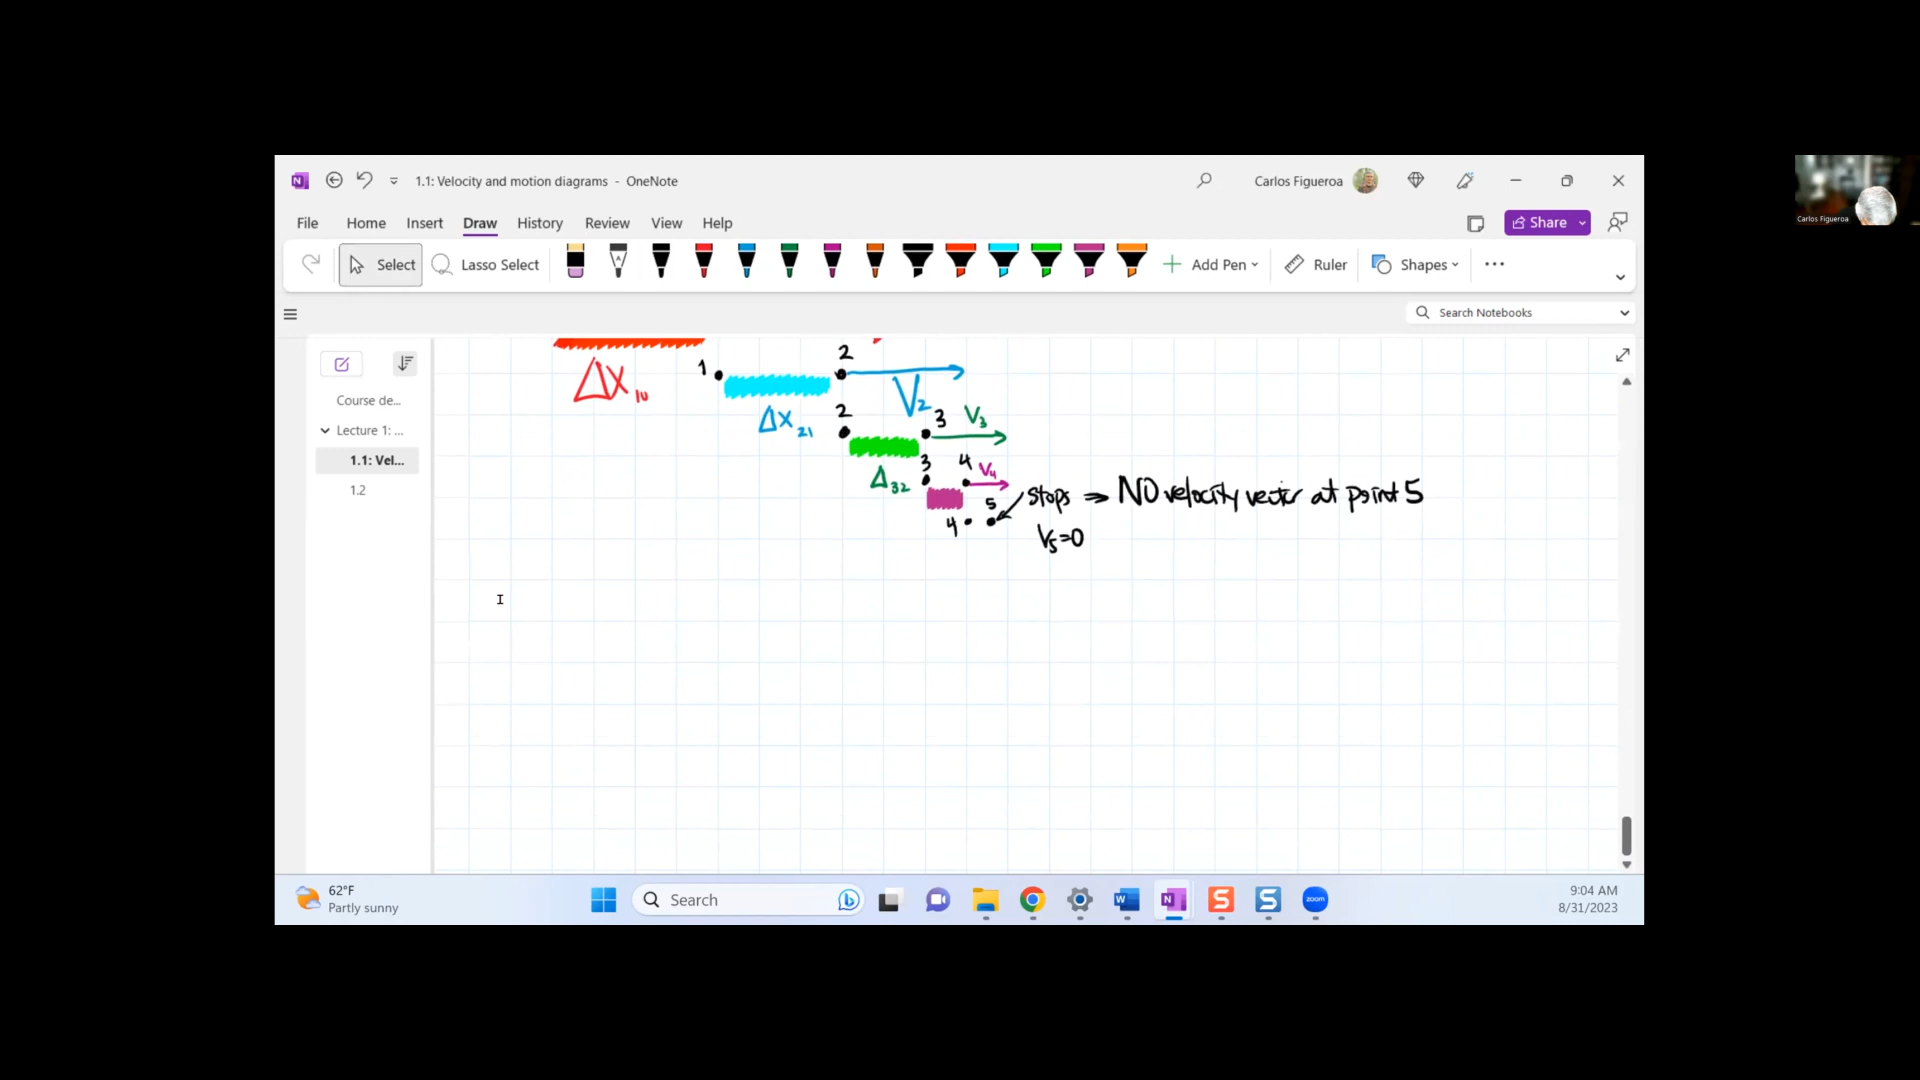 1.1: Velocity and motion diagrams - OneNote
Carlos Figueroa
Carlos Figueroa
File Home Insert Draw History Review View Help
Share
Select Lasso Select Add Pen Ruler Shapes
Search Notebooks
Course de...
Lecture 1: ...
1.1: Vel...
1.2
2
1
ΔX₁₀
V₂
ΔX₂₁
2
3 V₃
3 4 V₄
Δ₃₂
5 stops ⇒ NO velocity vector at point 5
4
V₅=0
62°F
Partly sunny
Search
zoom
9:04 AM
8/31/2023